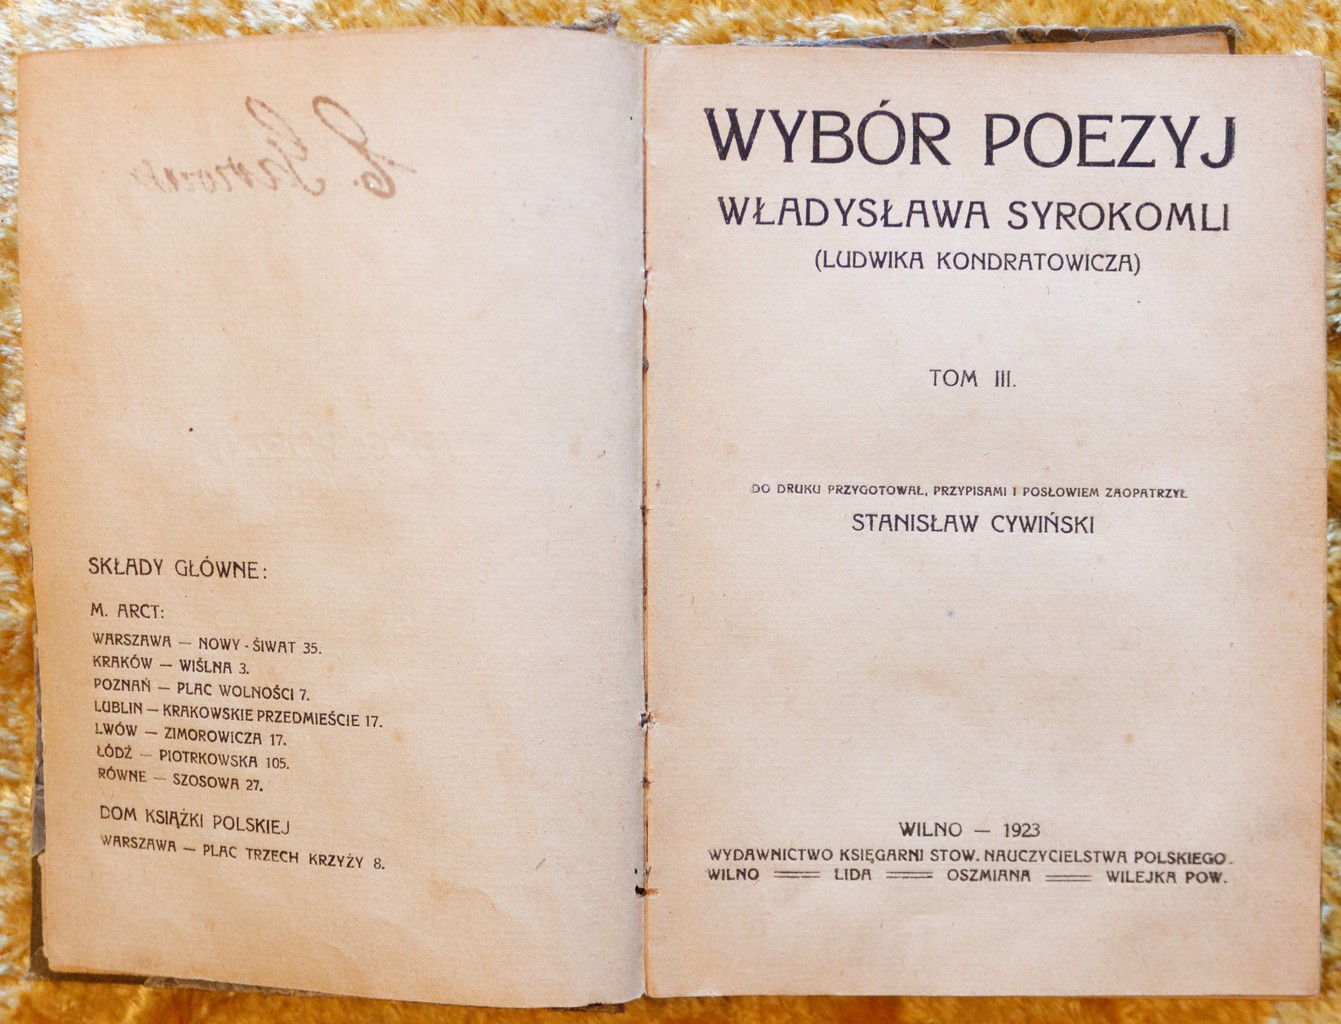 SKŁADY GŁÓWNE:
M. ARCT:
WARSZAWA — NOWY - ŚIWAT 35.
KRAKÓW — WIŚLNA 3.
POZNAŃ — PLAC WOLNOŚCI 7.
LUBLIN — KRAKOWSKIE PRZEDMIEŚCIE 17.
LWÓW — ZIMOROWICZA 17.
ŁÓDŹ — PIOTRKOWSKA 105.
RÓWNE — SZOSOWA 27.
DOM KSIĄŻKI POLSKIEJ
WARSZAWA — PLAC TRZECH KRZYŻY 8.
WYBÓR POEZYJ
WŁADYSŁAWA SYROKOMLI
(LUDWIKA KONDRATOWICZA)
TOM III.
DO DRUKU PRZYGOTOWAŁ, PRZYPISAMI I POSŁOWIEM ZAOPATRZYŁ
STANISŁAW CYWIŃSKI
WILNO — 1923
WYDAWNICTWO KSIĘGARNI STOW. NAUCZYCIELSTWA POLSKIEGO.
WILNO ═══ LIDA ═══ OSZMIANA ═══ WILEJKA POW.